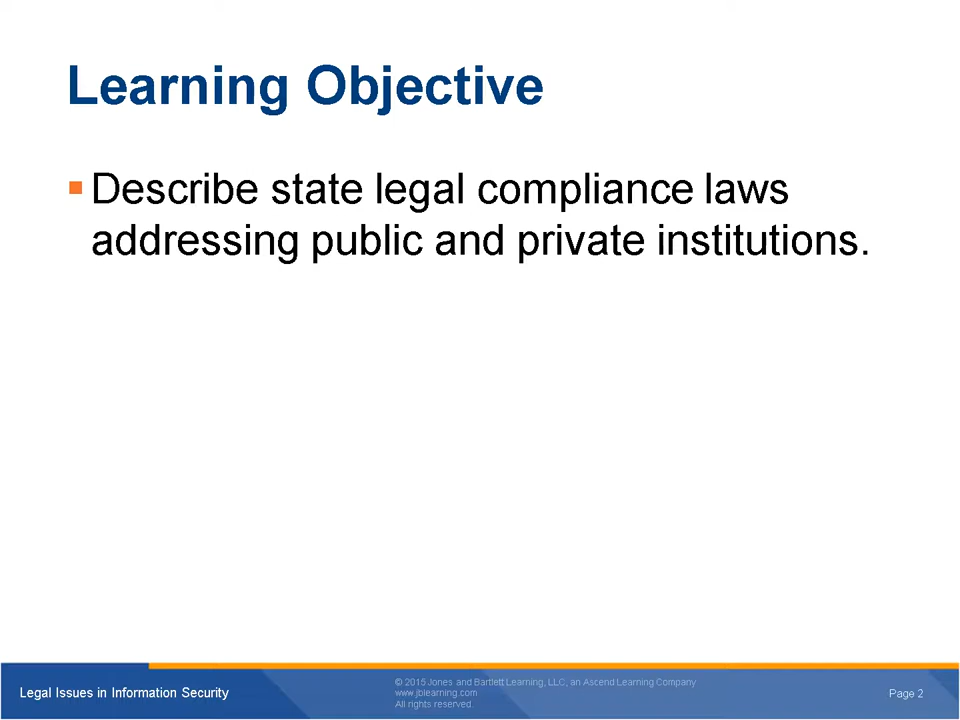 Learning Objective
Describe state legal compliance laws
addressing public and private institutions.
Legal Issues in Information Security
© 2015 Jones and Bartlett Learning, LLC, an Ascend Learning Company
www.jblearning.com
All rights reserved.
Page 2